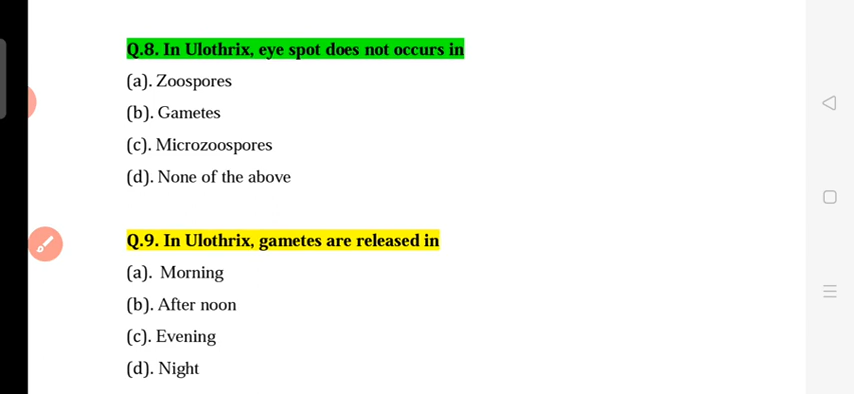 Q.8. In Ulothrix, eye spot does not occurs in
(a). Zoospores
(b). Gametes
(c). Microzoospores
(d). None of the above
Q.9. In Ulothrix, gametes are released in
(a). Morning
(b). After noon
(c). Evening
(d). Night